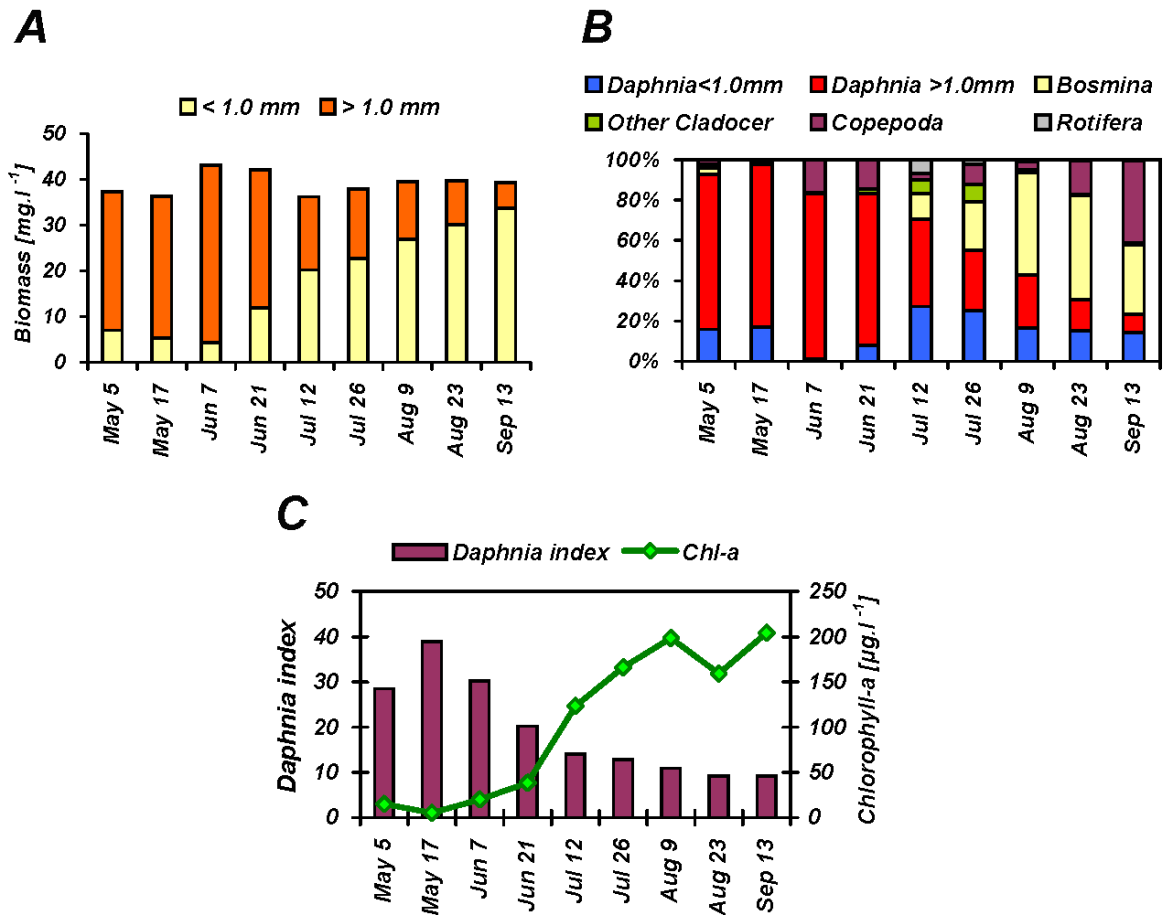 A
< 1.0 mm > 1.0 mm
Biomass [mg.l-1]
50
40
30
20
10
0
May 5 May 17 Jun 7 Jun 21 Jul 12 Jul 26 Aug 9 Aug 23 Sep 13
B
Daphnia<1.0mm Daphnia >1.0mm Bosmina
Other Cladocer Copepoda Rotifera
100%
80%
60%
40%
20%
0%
May 5 May 17 Jun 7 Jun 21 Jul 12 Jul 26 Aug 9 Aug 23 Sep 13
C
Daphnia index Chl-a
Daphnia index
50
40
30
20
10
0
250
200
150
100
50
0
Chlorophyll-a [µg.l-1]
May 5 May 17 Jun 7 Jun 21 Jul 12 Jul 26 Aug 9 Aug 23 Sep 13